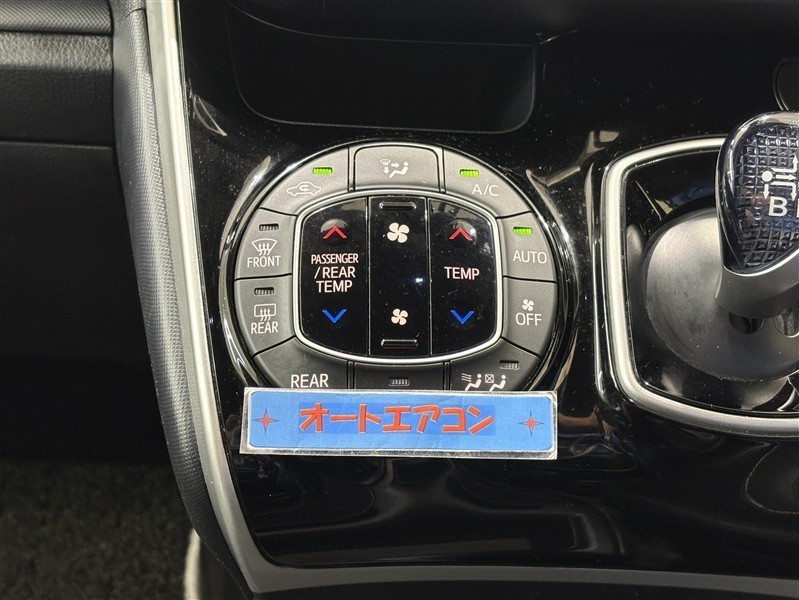 A/C
FRONT
AUTO
PASSENGER
/REAR
TEMP
TEMP
REAR
OFF
REAR
B
オートエアコン